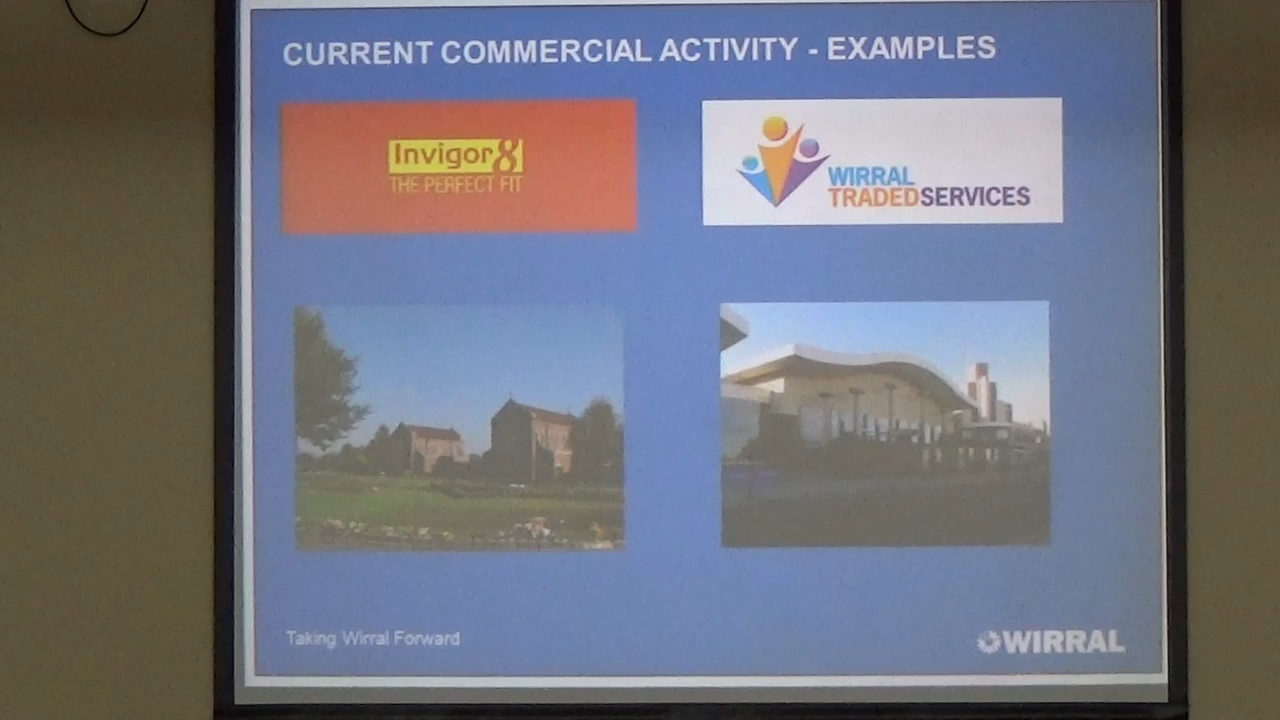 CURRENT COMMERCIAL ACTIVITY - EXAMPLES
Invigor8
THE PERFECT FIT
WIRRAL
TRADEDSERVICES
Taking Wirral Forward
WIRRAL